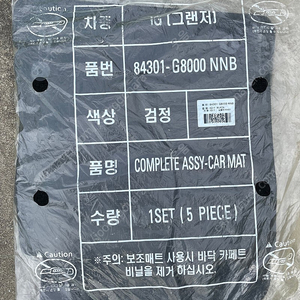 Caution
차종 IG (그랜저)
품번 84301-G8000 NNB
색상 검정
품명 COMPLETE ASSY-CAR MAT
수량 1SET ( 5 PIECE )
※주의: 보조매트 사용시 바닥 카페트
비닐을 제거 하십시오.
Caution
Caution